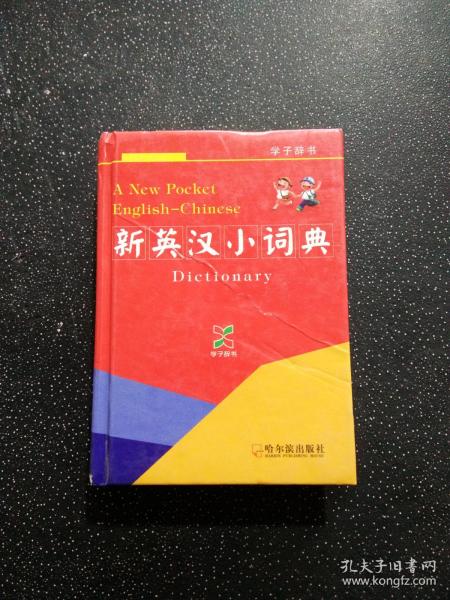 学子辞书
A New Pocket
English-Chinese
新英汉小词典
Dictionary
学子辞书
哈尔滨出版社
HARBIN PUBLISHING HOUSE
孔夫子旧书网
www.kongfz.com